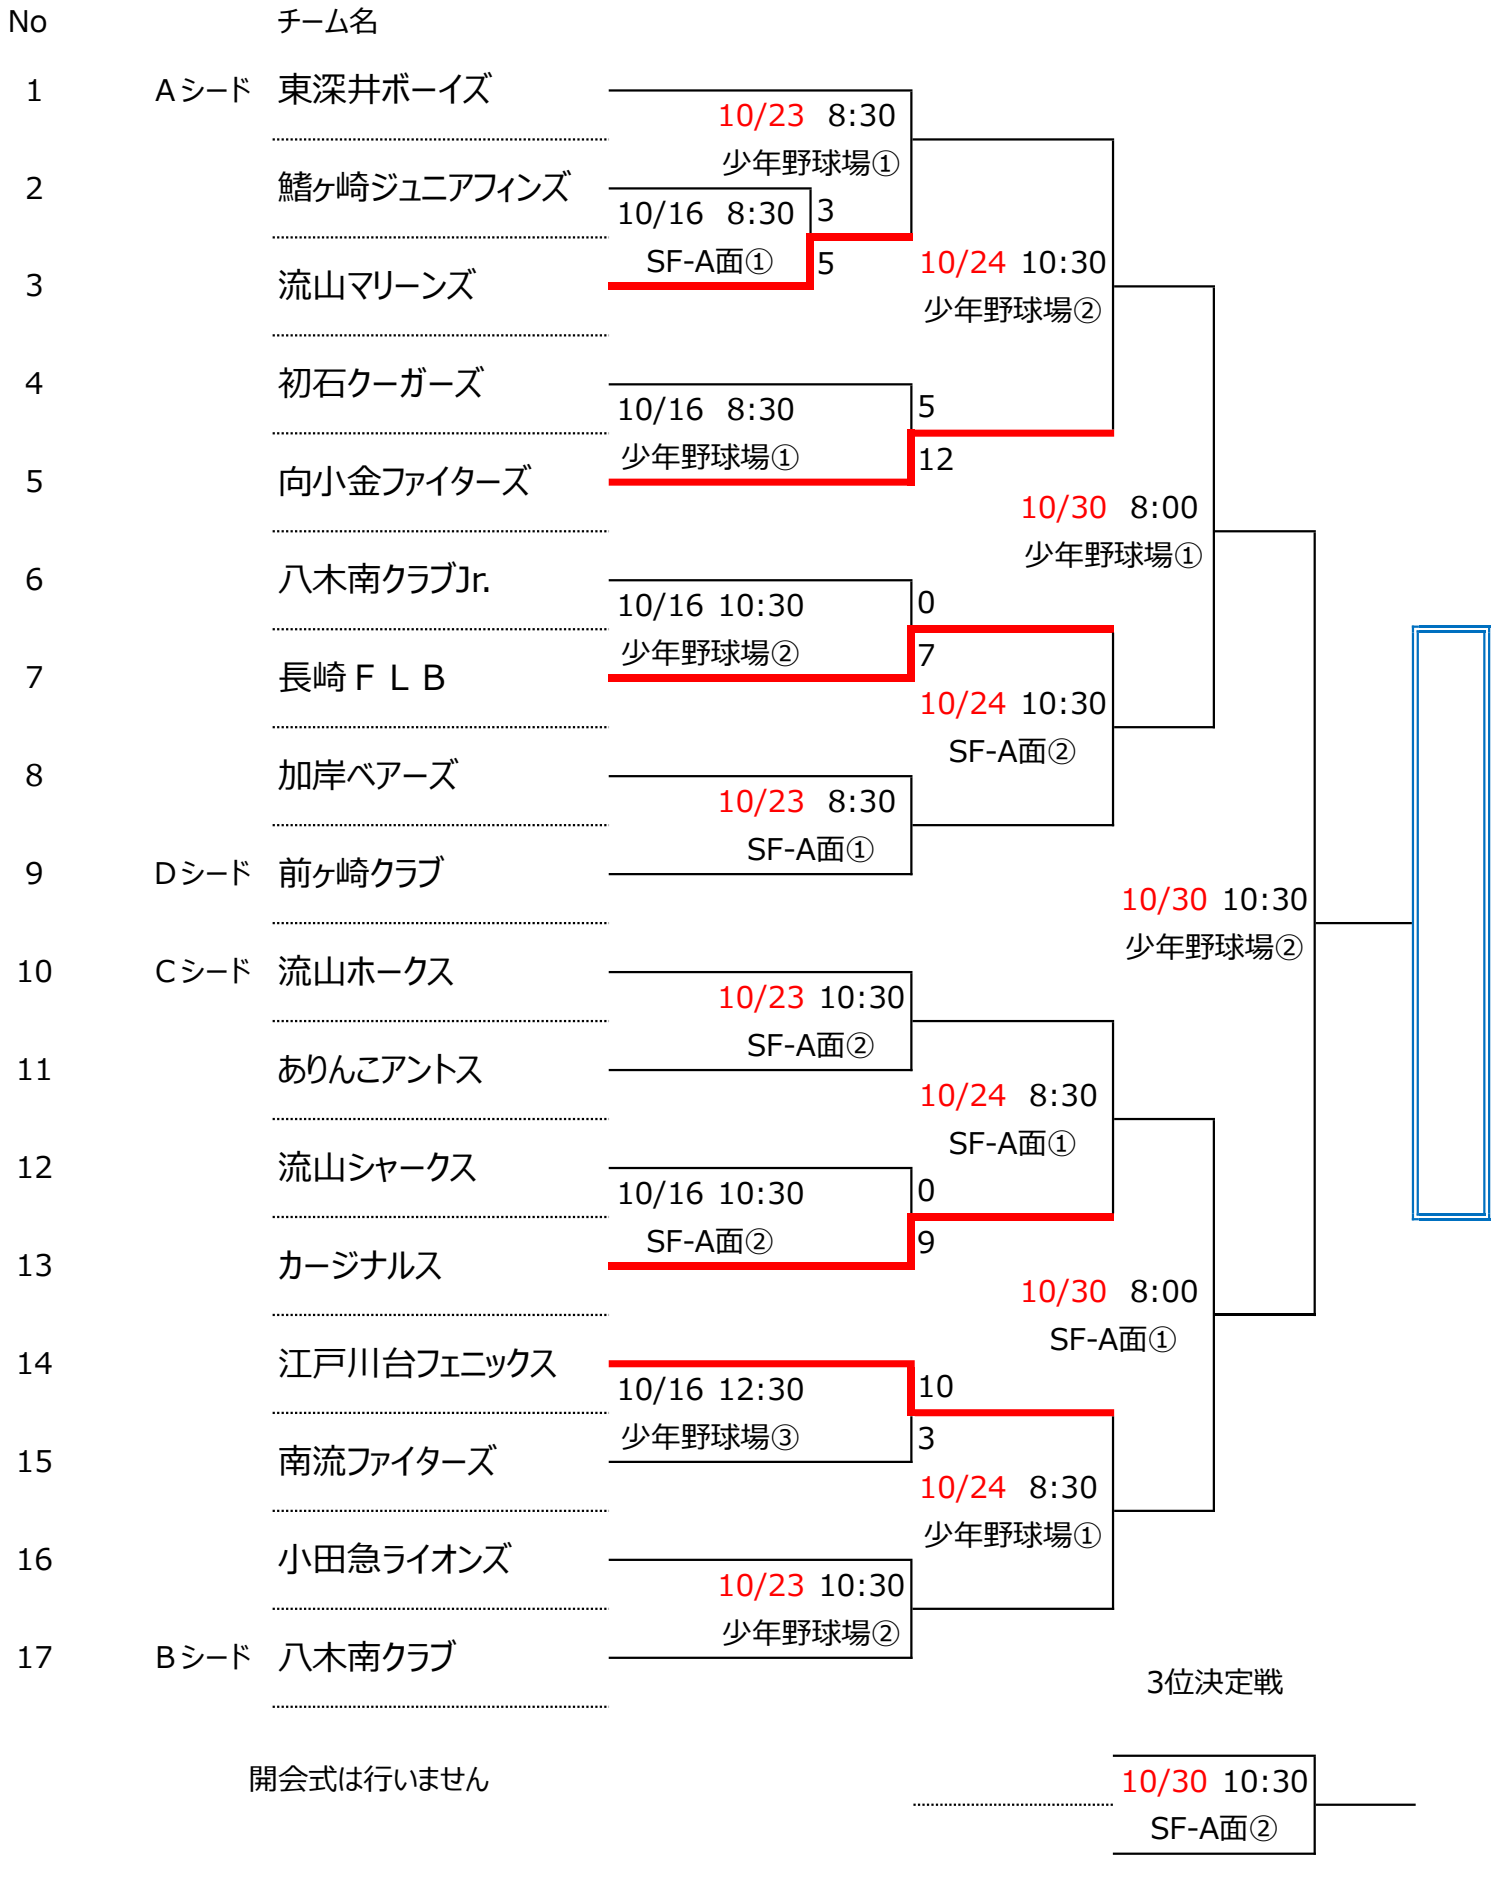 No チーム名
1 Aシード 東深井ボーイズ
10/23 8:30
少年野球場①
2 鰭ヶ崎ジュニアフィンズ
10/16 8:30 3
SF-A面① 5
10/24 10:30
3 流山マリーンズ
少年野球場②
4 初石クーガーズ
10/16 8:30 5
少年野球場① 12
5 向小金ファイターズ
10/30 8:00
少年野球場①
6 八木南クラブJr.
10/16 10:30 0
少年野球場② 7
7 長崎FLB
10/24 10:30
SF-A面②
8 加岸ベアーズ
10/23 8:30
SF-A面①
9 Dシード 前ヶ崎クラブ
10/30 10:30
少年野球場②
10 Cシード 流山ホークス
10/23 10:30
SF-A面②
11 ありんこアントス
10/24 8:30
SF-A面①
12 流山シャークス
10/16 10:30 0
SF-A面② 9
13 カージナルス
10/30 8:00
SF-A面①
14 江戸川台フェニックス
10/16 12:30 10
少年野球場③ 3
15 南流ファイターズ
10/24 8:30
少年野球場①
16 小田急ライオンズ
10/23 10:30
少年野球場②
17 Bシード 八木南クラブ
3位決定戦
開会式は行いません
10/30 10:30
SF-A面②